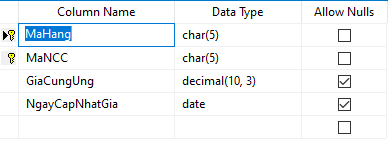 Column Name Data Type Allow Nulls
MaHang char(5)
MaNCC char(5)
GiaCungUng decimal(10, 3)
NgayCapNhatGia date